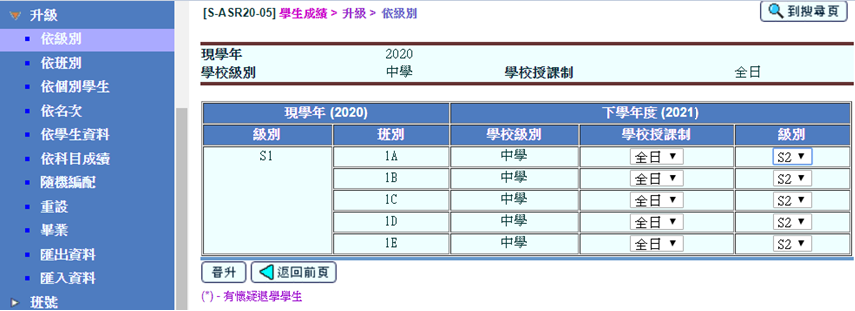 升級
依級別
依班別
依個別學生
依名次
依學生資料
依科目成績
隨機編配
重設
畢業
匯出資料
匯入資料
班號
[S-ASR20-05] 學生成績 > 升級 > 依級別
到搜尋頁
現學年 2020
學校級別 中學 學校授課制 全日
現學年 (2020) 下學年度 (2021)
級別 班別 學校級別 學校授課制 級別
S1 1A 中學 全日 S2
1B 中學 全日 S2
1C 中學 全日 S2
1D 中學 全日 S2
1E 中學 全日 S2
晉升 返回前頁
(*) - 有懷疑退學學生